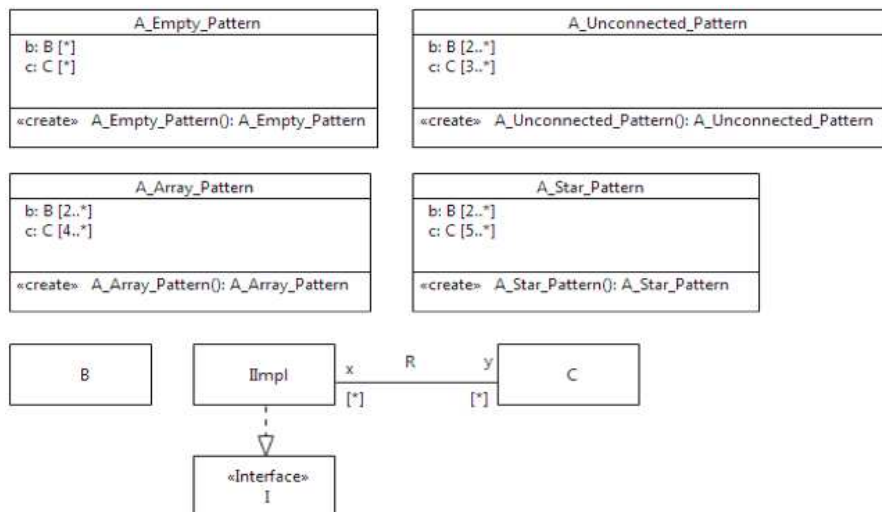 A_Empty_Pattern
b: B [*]
c: C [*]
«create» A_Empty_Pattern(): A_Empty_Pattern
A_Unconnected_Pattern
b: B [2..*]
c: C [3..*]
«create» A_Unconnected_Pattern(): A_Unconnected_Pattern
A_Array_Pattern
b: B [2..*]
c: C [4..*]
«create» A_Array_Pattern(): A_Array_Pattern
A_Star_Pattern
b: B [2..*]
c: C [5..*]
«create» A_Star_Pattern(): A_Star_Pattern
B
IImpl
x
R
y
[*]
[*]
C
«Interface»
I